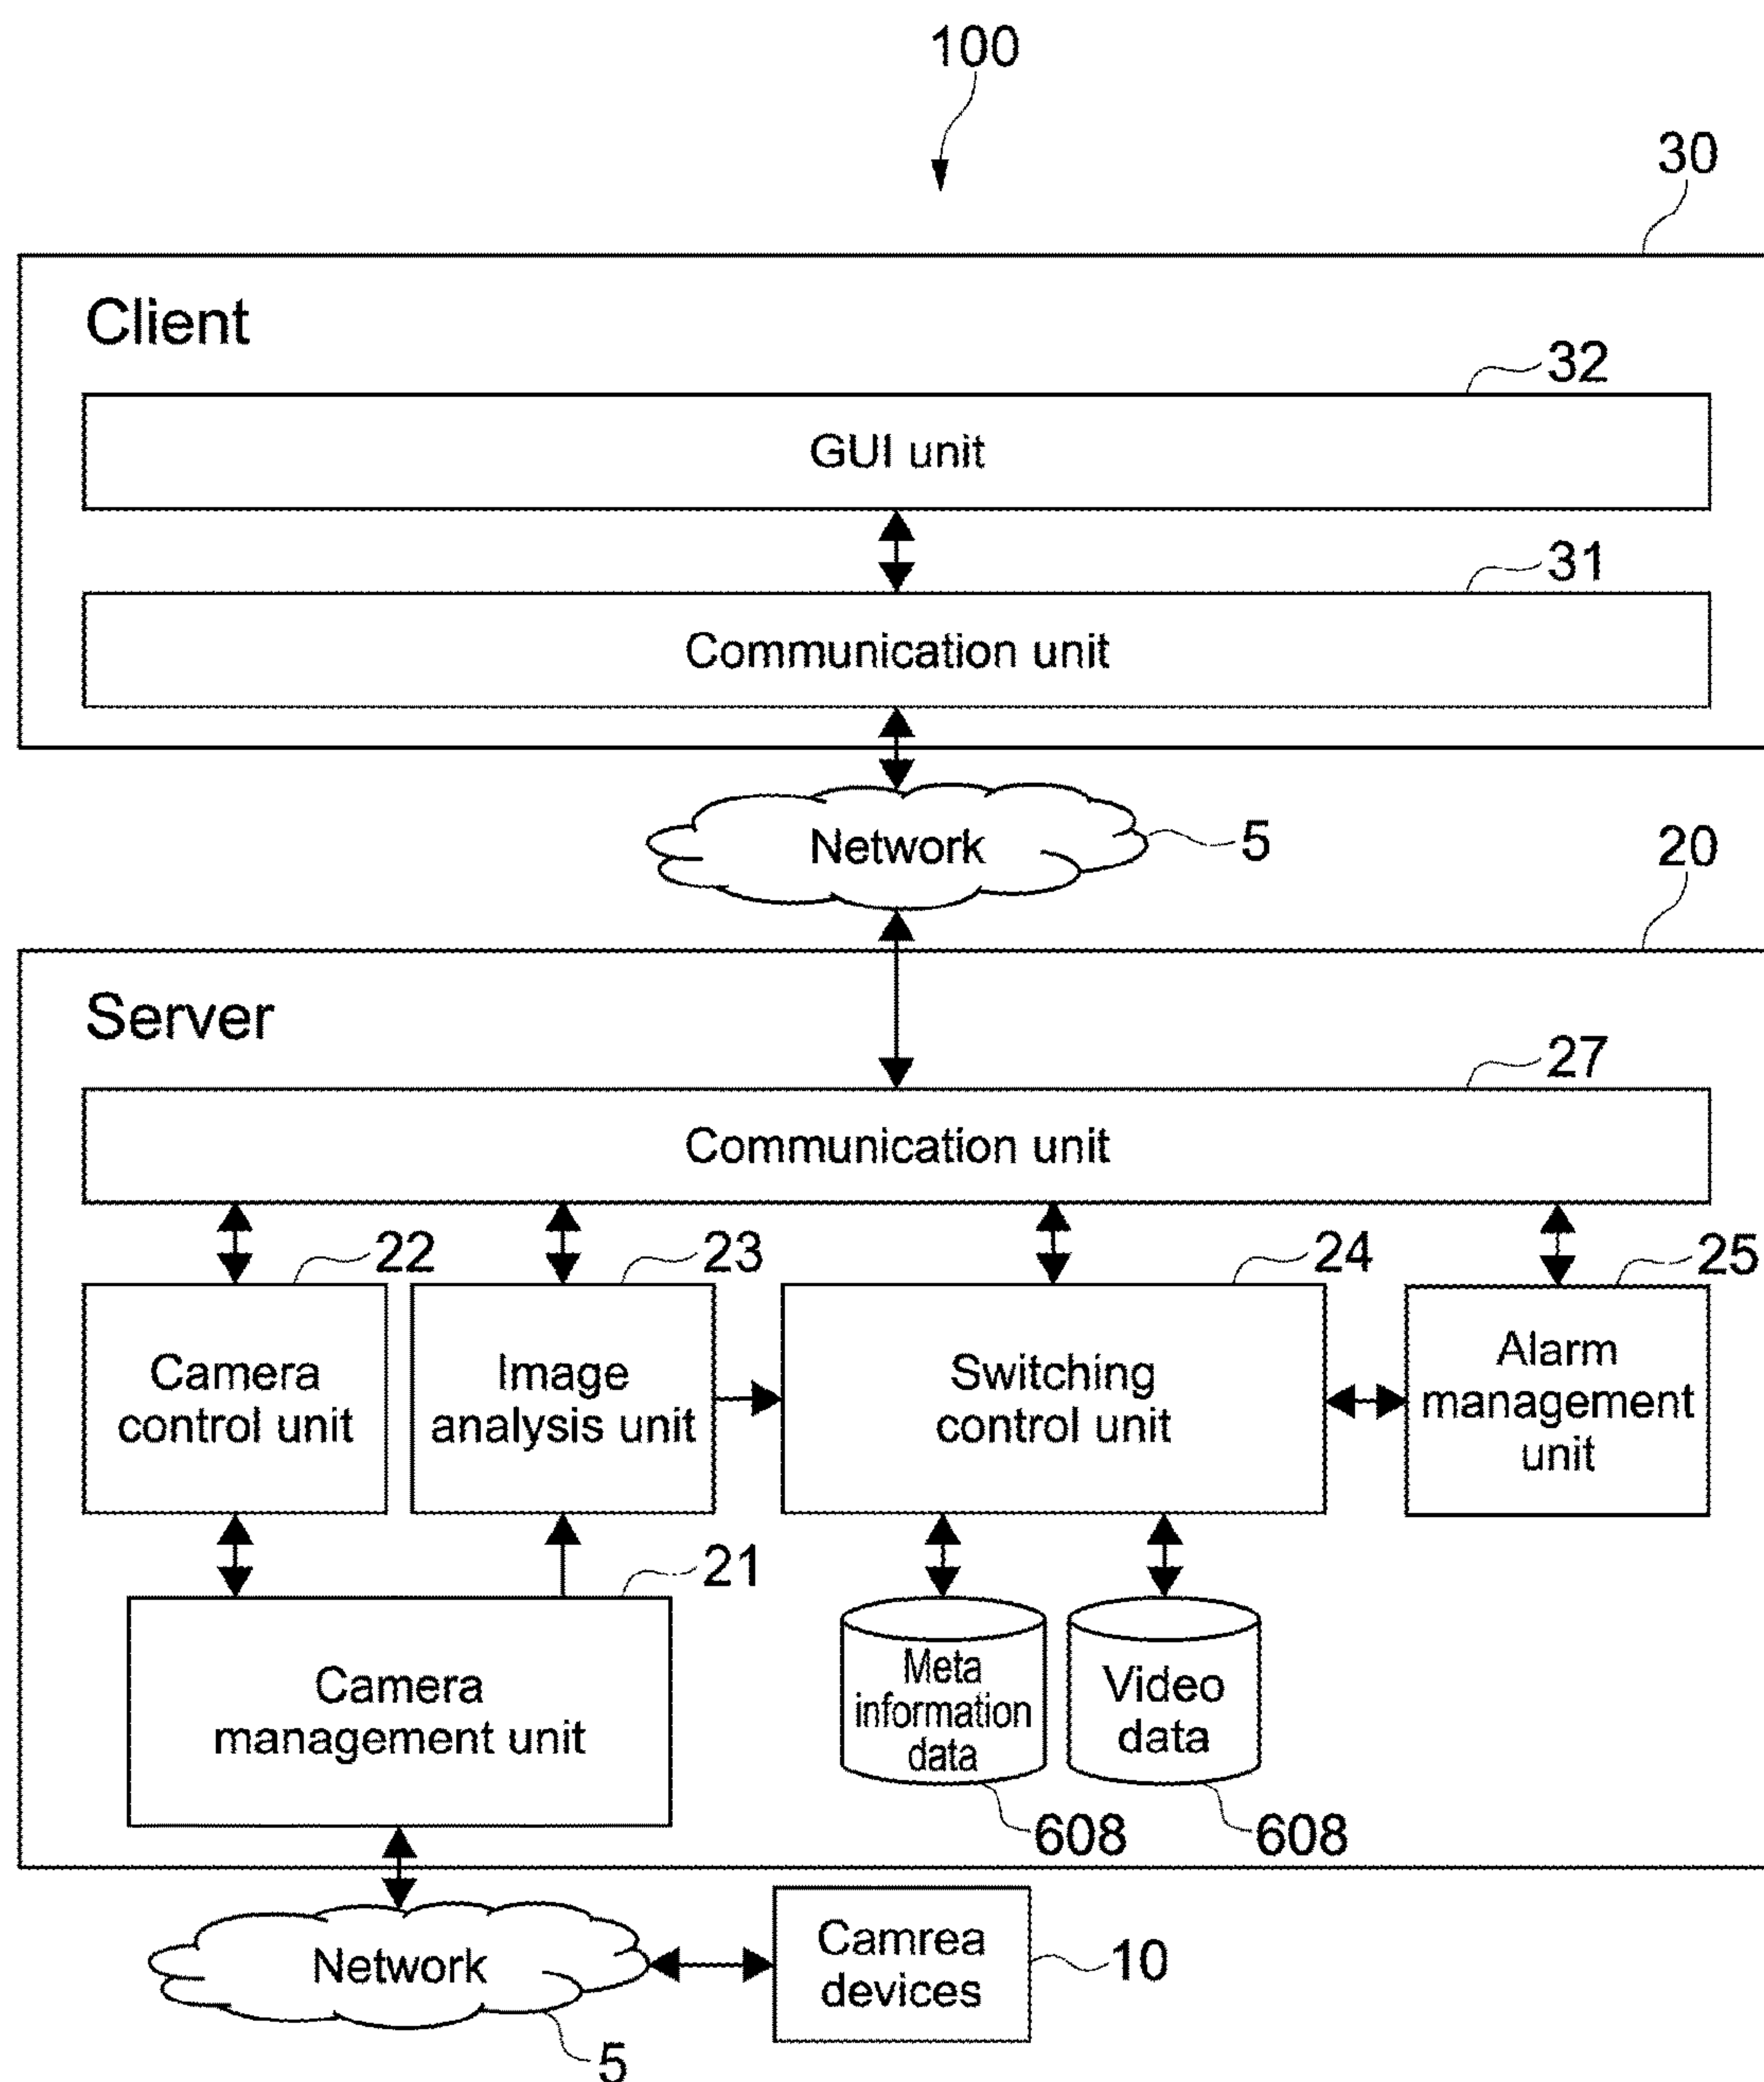 100
30
Client
32
GUI unit
31
Communication unit
Network
5
20
Server
27
Communication unit
22
23
24
25
Camera
control unit
Image
analysis unit
Switching
control unit
Alarm
management
unit
21
Camera
management unit
Meta
information
data
Video
data
608
608
Network
5
Camrea
devices
10